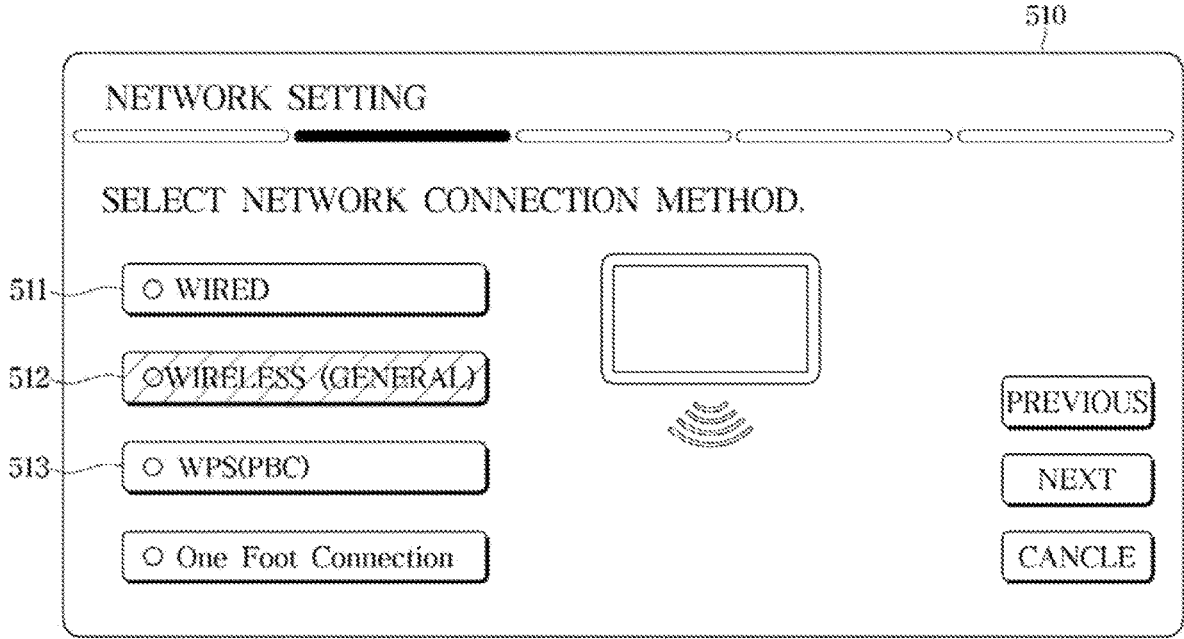 510
NETWORK SETTING
SELECT NETWORK CONNECTION METHOD.
511
WIRED
512
WIRELESS (GENERAL)
513
WPS(PBC)
One Foot Connection
PREVIOUS
NEXT
CANCLE